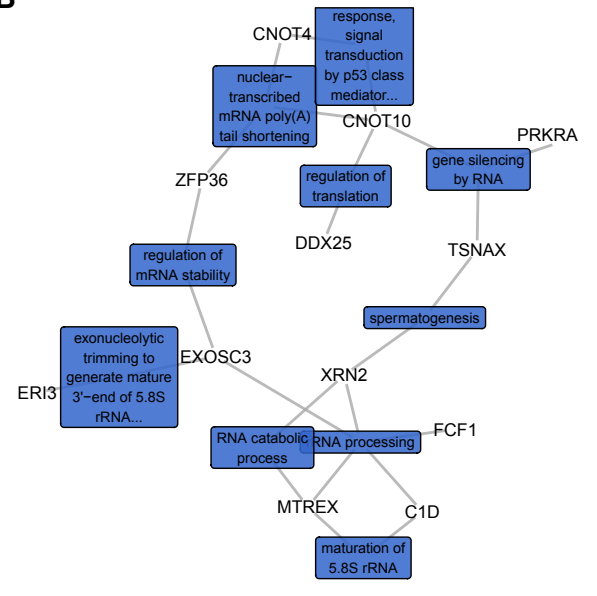 B
response,
signal
transduction
by p53 class
mediator...
CNOT4
nuclear−
transcribed
mRNA poly(A)
tail shortening
CNOT10
PRKRA
gene silencing
by RNA
ZFP36
regulation of
translation
DDX25
TSNAX
regulation of
mRNA stability
spermatogenesis
exonucleolytic
trimming to
generate mature
3'−end of 5.8S
rRNA...
EXOSC3
ERI3
XRN2
RNA catabolic
process
RNA processing
FCF1
MTREX
C1D
maturation of
5.8S rRNA